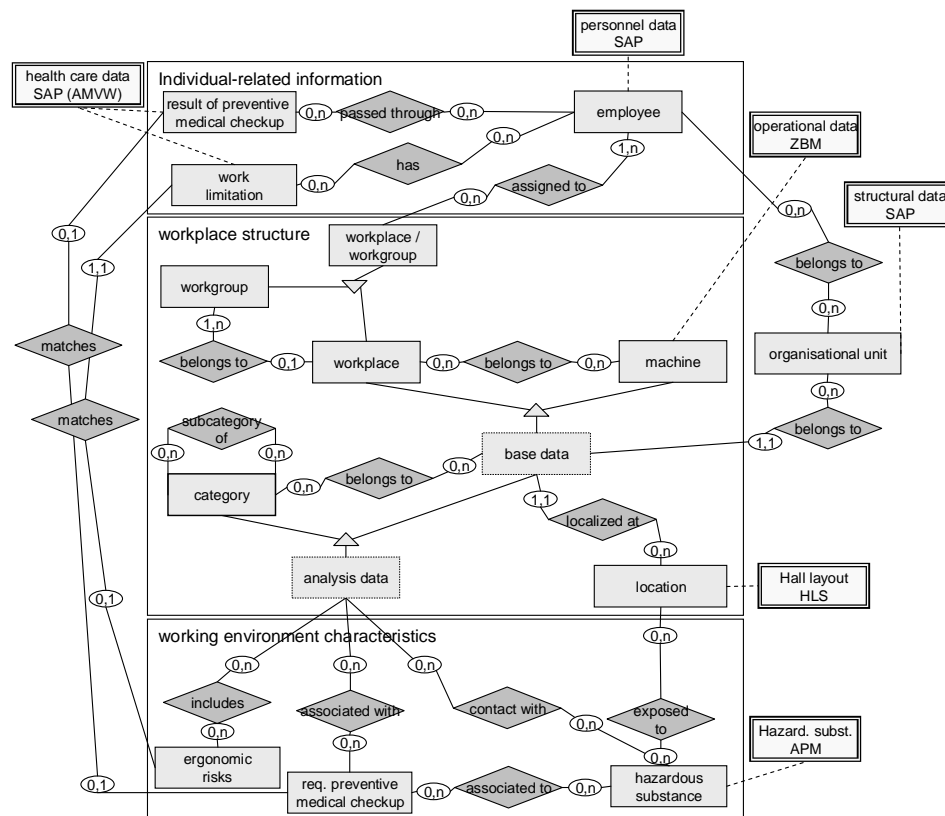 personnel data
SAP
health care data
SAP (AMVW)
Individual-related information
result of preventive
medical checkup
0,n
passed through
0,n
employee
operational data
ZBM
0,n
has
1,n
work
limitation
0,n
assigned to
structural data
SAP
0,n
0,n
0,1
workplace structure
workplace /
workgroup
1,1
belongs to
workgroup
0,n
1,n
matches
belongs to
0,1
workplace
0,n
belongs to
0,n
machine
organisational unit
0,n
matches
subcategory
of
belongs to
1,1
0,n
0,n
base data
0,n
category
0,n
belongs to
1,1
localized at
0,n
analysis data
location
Hall layout
HLS
0,1
working environment characteristics
0,n
0,n
0,n
0,n
includes
associated with
contact with
exposed
to
0,n
0,n
0,n
0,n
Hazard. subst.
APM
ergonomic
risks
0,1
req. preventive
medical checkup
0,n
associated to
0,n
hazardous
substance